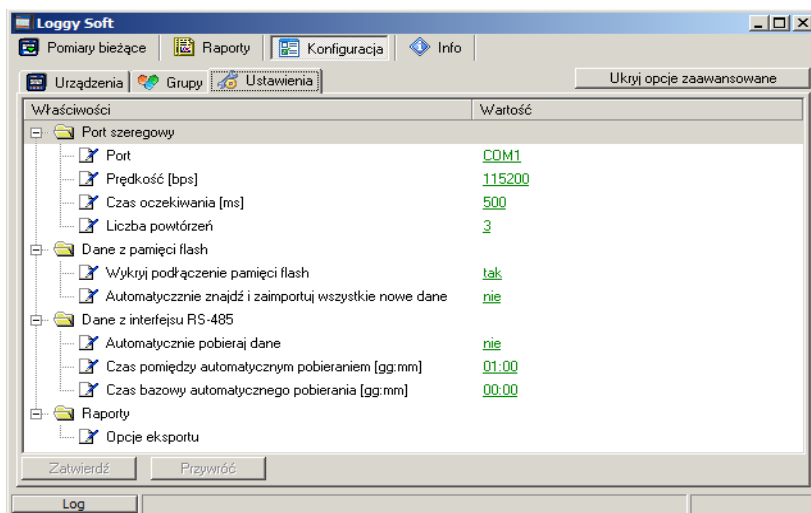 Loggy Soft
Pomiary bieżące Raporty Konfiguracja Info
Urządzenia Grupy Ustawienia Ukryj opcje zaawansowane
Właściwości Wartość
Port szeregowy
Port COM1
Prędkość [bps] 115200
Czas oczekiwania [ms] 500
Liczba powtórzeń 3
Dane z pamięci flash
Wykryj podłączenie pamięci flash tak
Automatycznie znajdź i zaimportuj wszystkie nowe dane nie
Dane z interfejsu RS-485
Automatycznie pobieraj dane nie
Czas pomiędzy automatycznym pobieraniem [gg:mm] 01:00
Czas bazowy automatycznego pobierania [gg:mm] 00:00
Raporty
Opcje eksportu
Zatwierdź Przywróć
Log